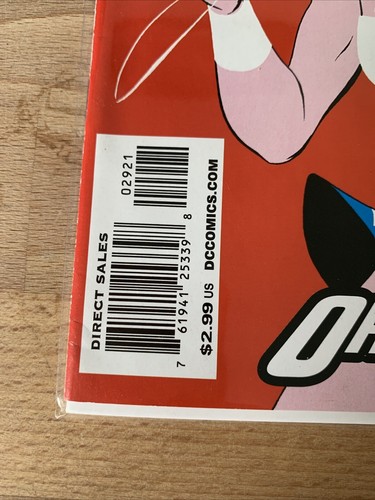 02921
DIRECT SALES
7 61941 25339 8
$2.99 US DCCOMICS.COM